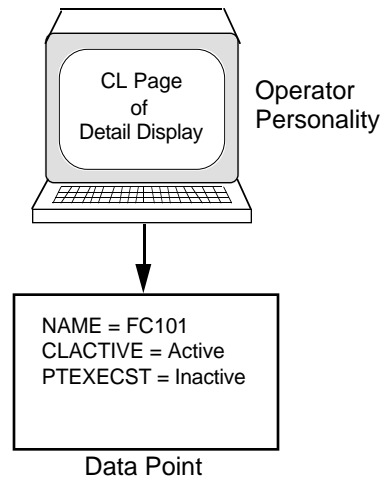 CL Page
of
Detail Display
Operator
Personality
NAME = FC101
CLACTIVE = Active
PTEXECST = Inactive
Data Point